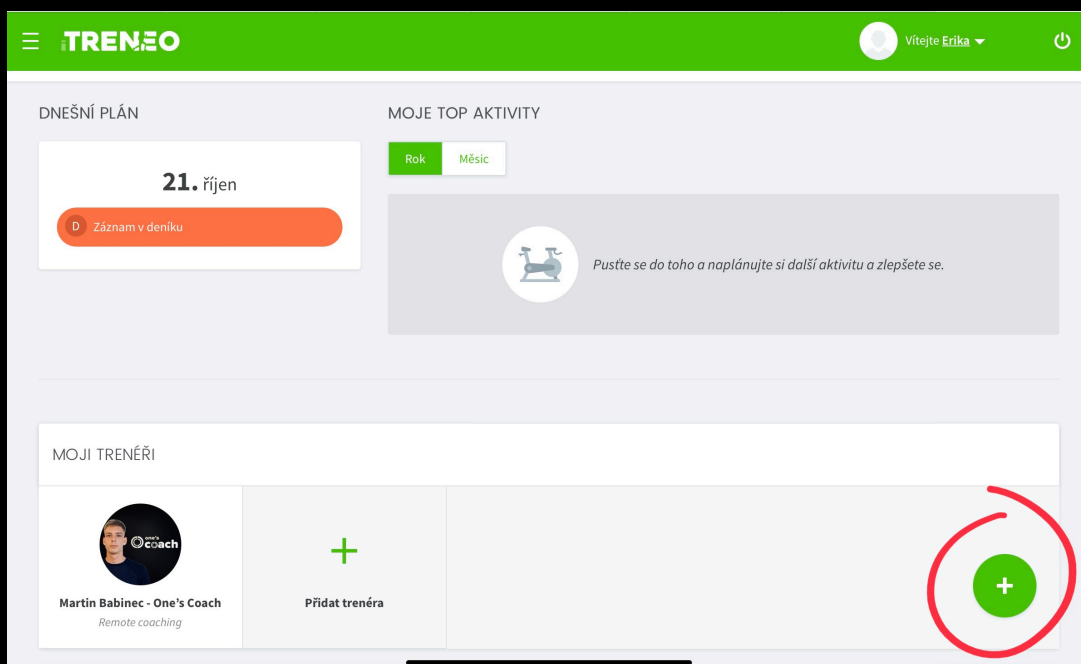 TRENEO
Vítejte Erika
DNEŠNÍ PLÁN
21. říjen
D Záznam v deníku
MOJE TOP AKTIVITY
Rok Měsíc
Pusťte se do toho a naplánujte si další aktivitu a zlepšete se.
MOJI TRENÉŘI
one's
coach
Martin Babinec - One's Coach
Remote coaching
+
Přidat trenéra
+